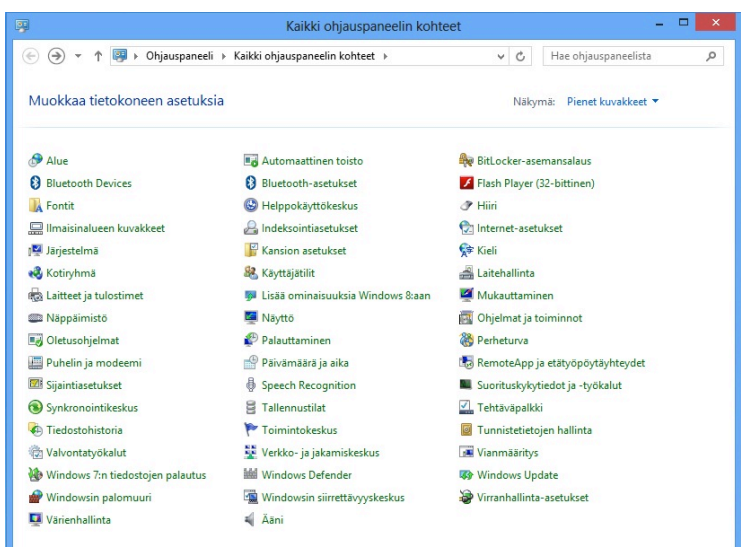 Kaikki ohjauspaneelin kohteet
Ohjauspaneeli Kaikki ohjauspaneelin kohteet
Hae ohjauspaneelista
Muokkaa tietokoneen asetuksia
Näkymä: Pienet kuvakkeet
Alue Automaattinen toisto BitLocker-asemansalaus
Bluetooth Devices Bluetooth-asetukset Flash Player (32-bittinen)
Fontit Helppokäyttökeskus Hiiri
Ilmaisinalueen kuvakkeet Indeksointiasetukset Internet-asetukset
Järjestelmä Kansion asetukset Kieli
Kotiryhmä Käyttäjätilit Laitehallinta
Laitteet ja tulostimet Lisää ominaisuuksia Windows 8:aan Mukauttaminen
Näppäimistö Näyttö Ohjelmat ja toiminnot
Oletusohjelmat Palauttaminen Perheturva
Puhelin ja modeemi Päivämäärä ja aika RemoteApp ja etätyöpöytäyhteydet
Sijaintiasetukset Speech Recognition Suorituskykytiedot ja -työkalut
Synkronointikeskus Tallennustilat Tehtäväpalkki
Tiedostohistoria Toimintokeskus Tunnistetietojen hallinta
Valvontatyökalut Verkko- ja jakamiskeskus Vianmääritys
Windows 7:n tiedostojen palautus Windows Defender Windows Update
Windowsin palomuuri Windowsin siirrettävyyskeskus Virranhallinta-asetukset
Värienhallinta Ääni